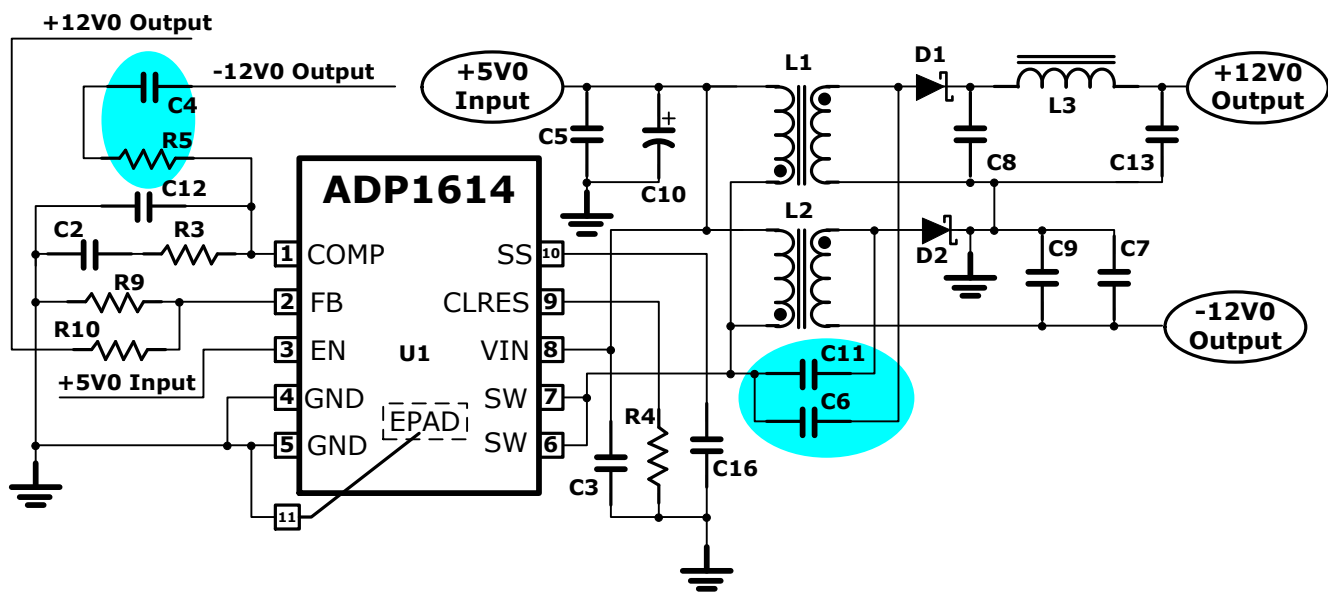 +12V0 Output
-12V0 Output
C4
R5
C12
C2
R3
R9
R10
+5V0 Input
ADP1614
1
COMP
2
FB
3
EN
4
GND
5
GND
11
U1
EPAD
SS
10
CLRES
9
VIN
8
SW
7
SW
6
+5V0
Input
C5
+
C10
L1
D1
L3
+12V0
Output
C8
C13
L2
D2
C9
C7
-12V0
Output
C11
C6
R4
C3
C16